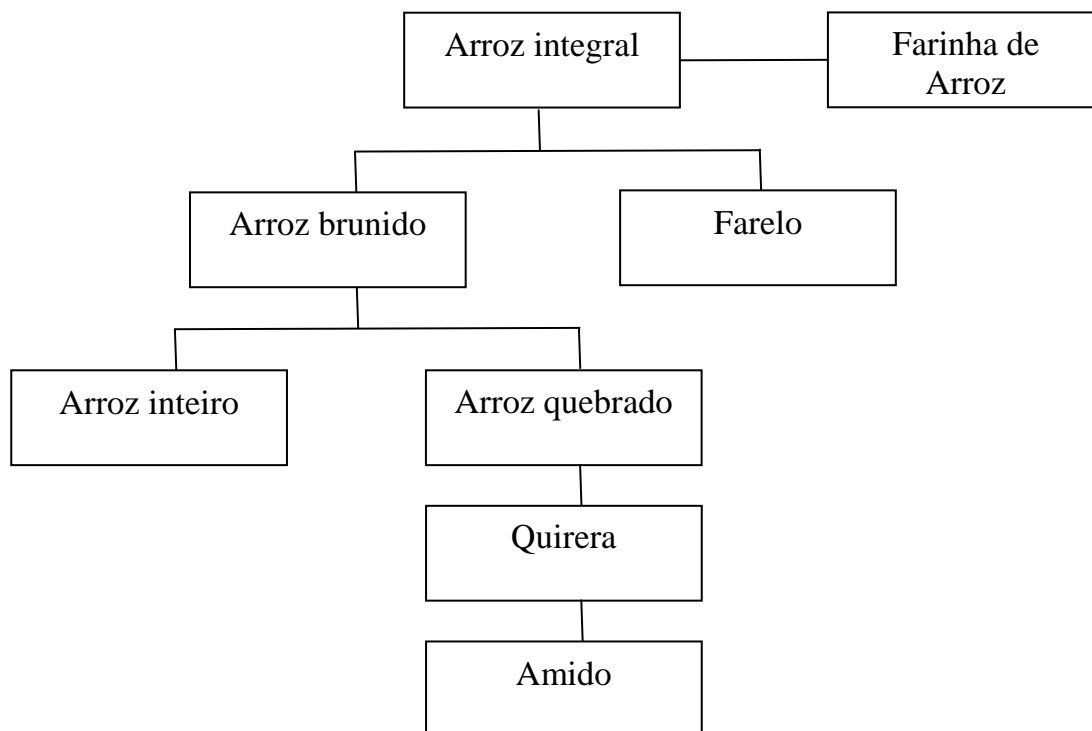 Arroz integral
Farinha de
Arroz
Arroz brunido
Farelo
Arroz inteiro
Arroz quebrado
Quirera
Amido